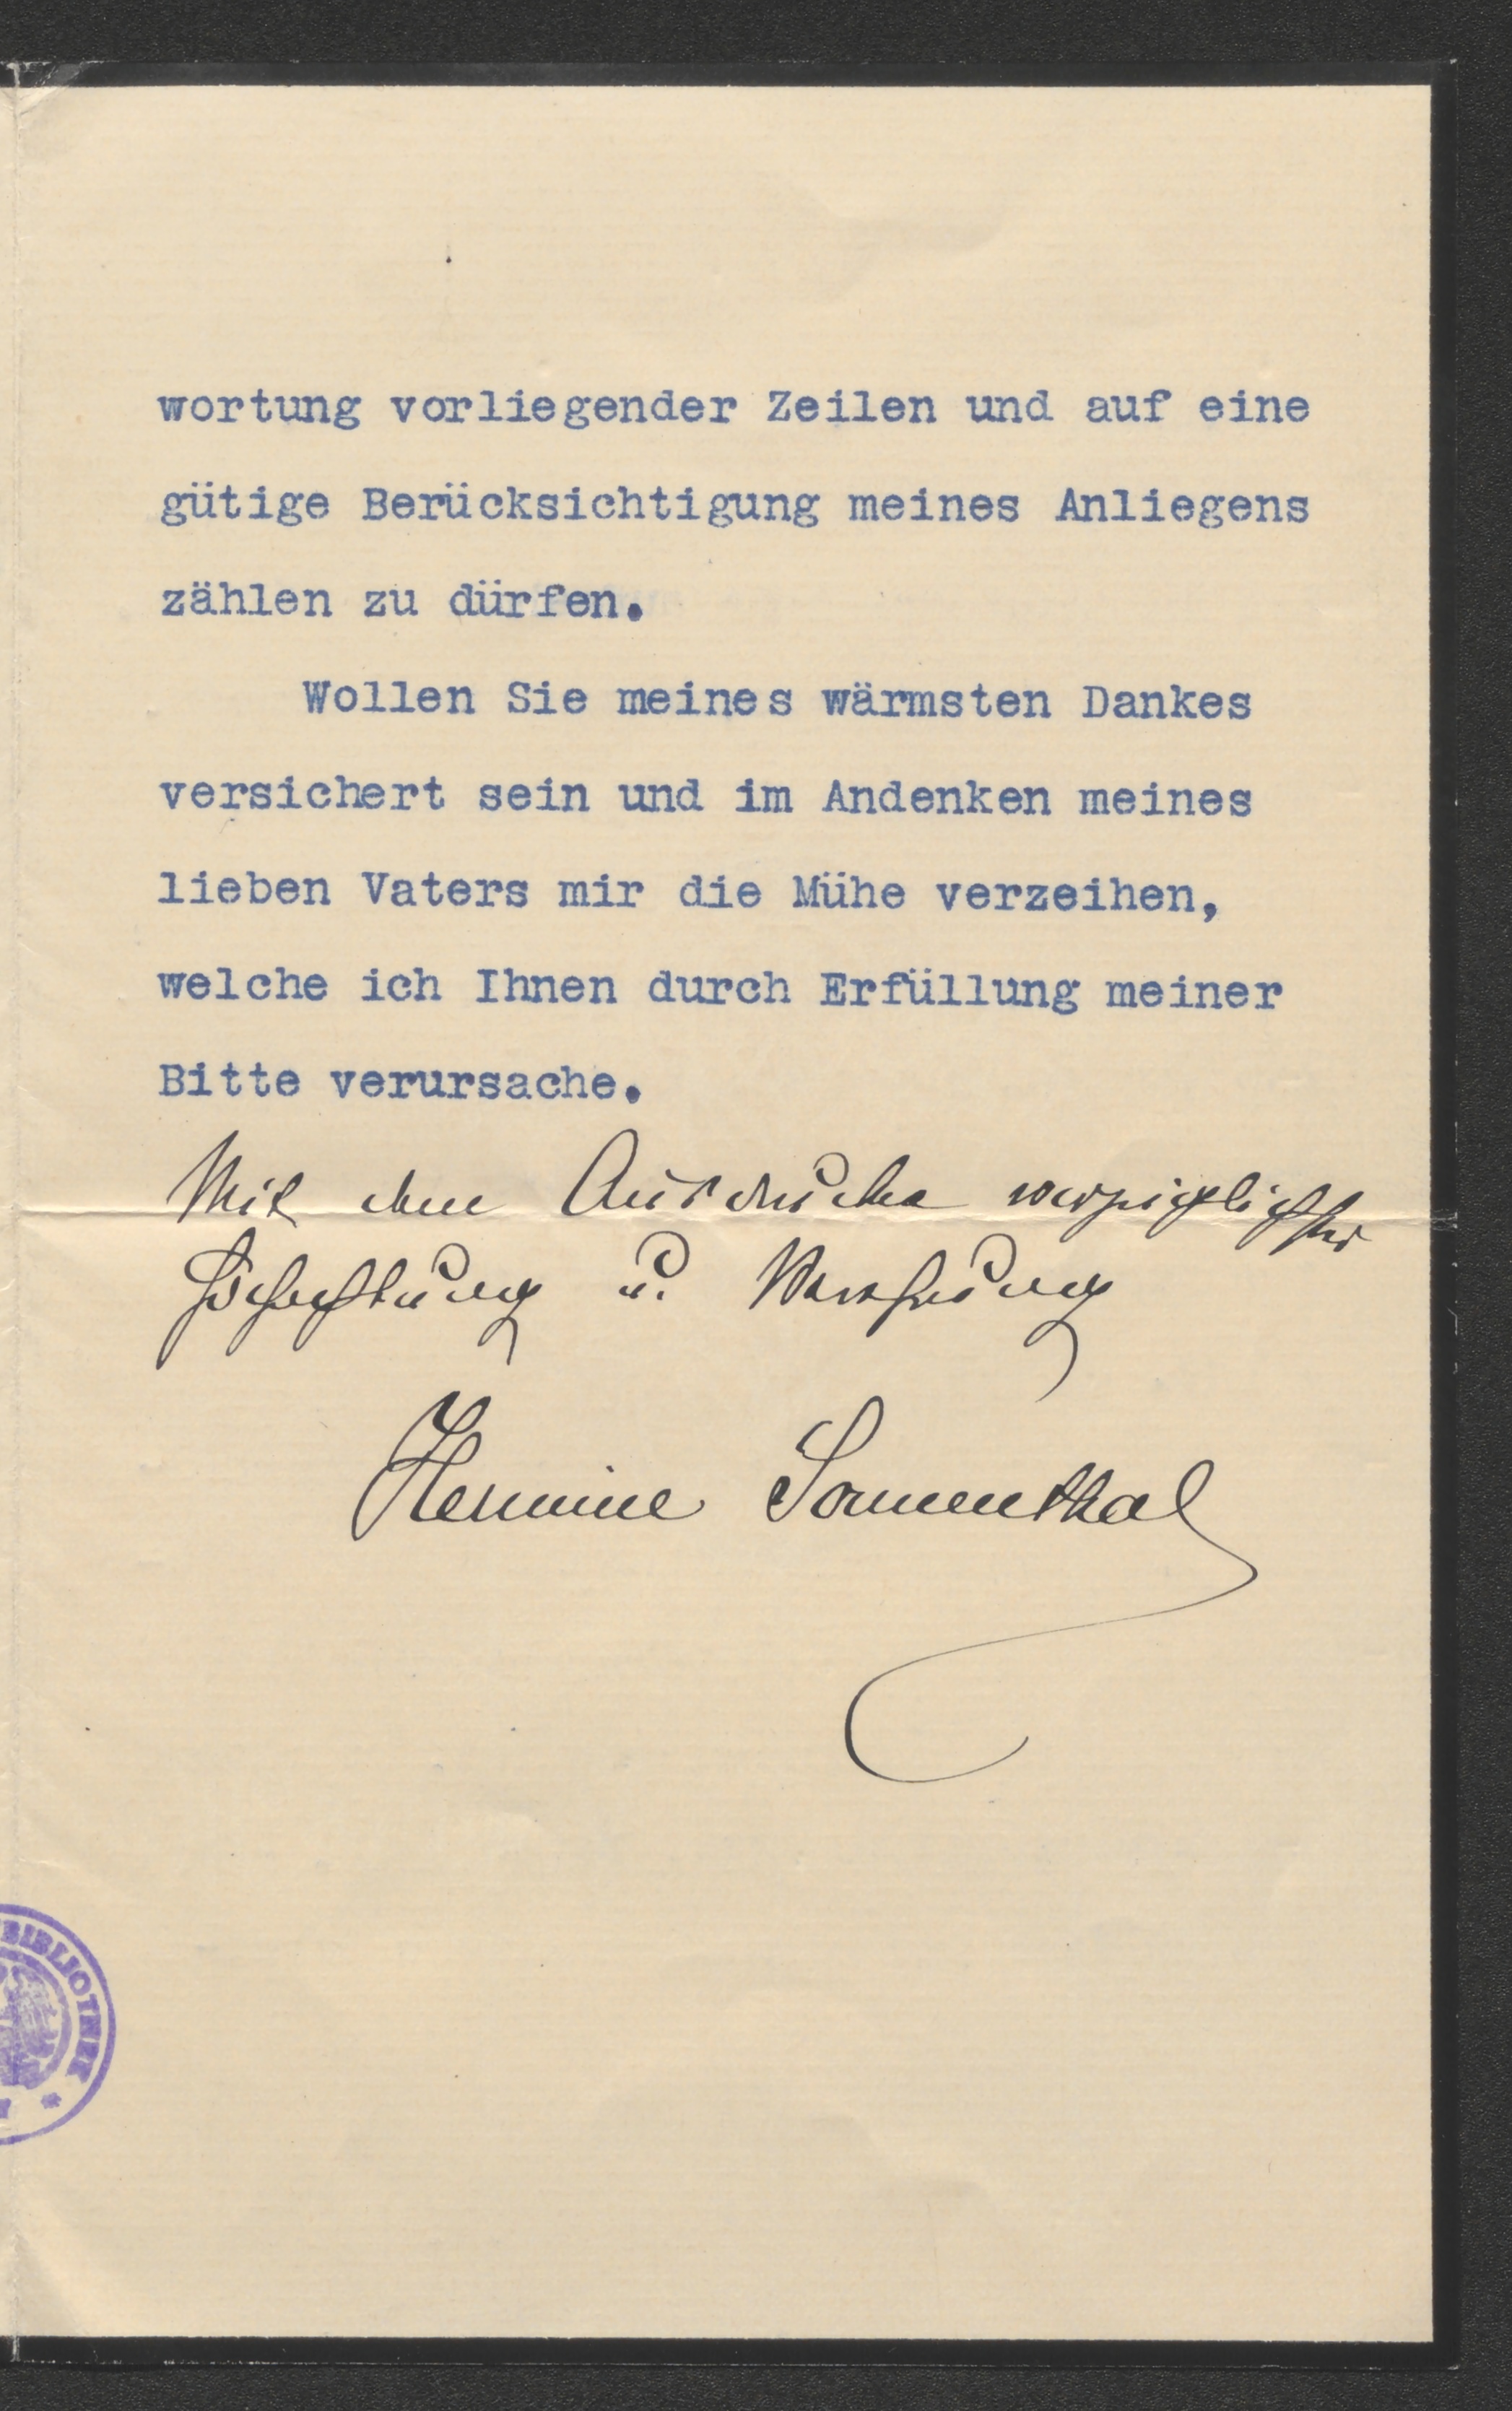 wortung vorliegender Zeilen und auf eine
gütige Berücksichtigung meines Anliegens
zählen zu dürfen.
Wollen Sie meines wärmsten Dankes
versichert sein und im Andenken meines
lieben Vaters mir die Mühe verzeihen,
welche ich Ihnen durch Erfüllung meiner
Bitte verursache.
Mit dem Ausdrucke vorzüglichster
Hochachtung u. Verehrung
Hermine Sonnenthal
BIBLIOTHEK